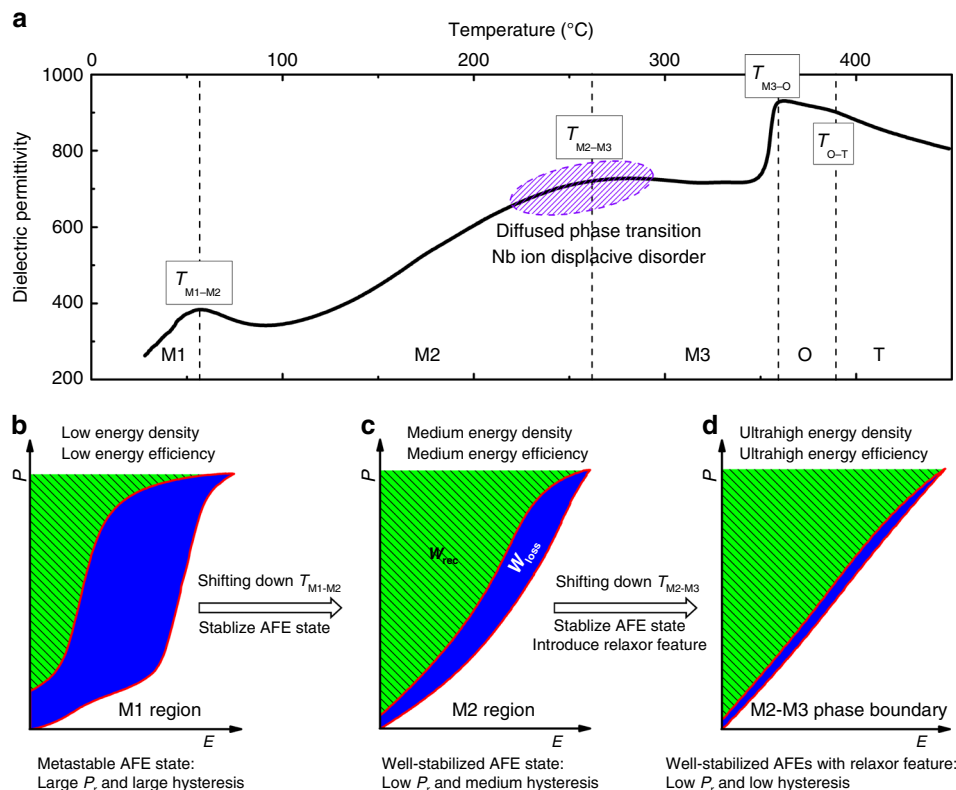 a
Temperature (°C)
0 100 200 300 400
1000
800
600
400
200
Dielectric permittivity
T M1–M2
T M2–M3
T M3–O
T O–T
Diffused phase transition
Nb ion displacive disorder
M1 M2 M3 O T
b
Low energy density
Low energy efficiency
P
M1 region
E
Metastable AFE state:
Large Pr and large hysteresis
Shifting down T M1-M2
Stablize AFE state
c
Medium energy density
Medium energy efficiency
P
Wrec
Wloss
M2 region
E
Well-stabilized AFE state:
Low Pr and medium hysteresis
Shifting down T M2-M3
Stablize AFE state
Introduce relaxor feature
d
Ultrahigh energy density
Ultrahigh energy efficiency
P
M2-M3 phase boundary
E
Well-stabilized AFEs with relaxor feature:
Low Pr and low hysteresis